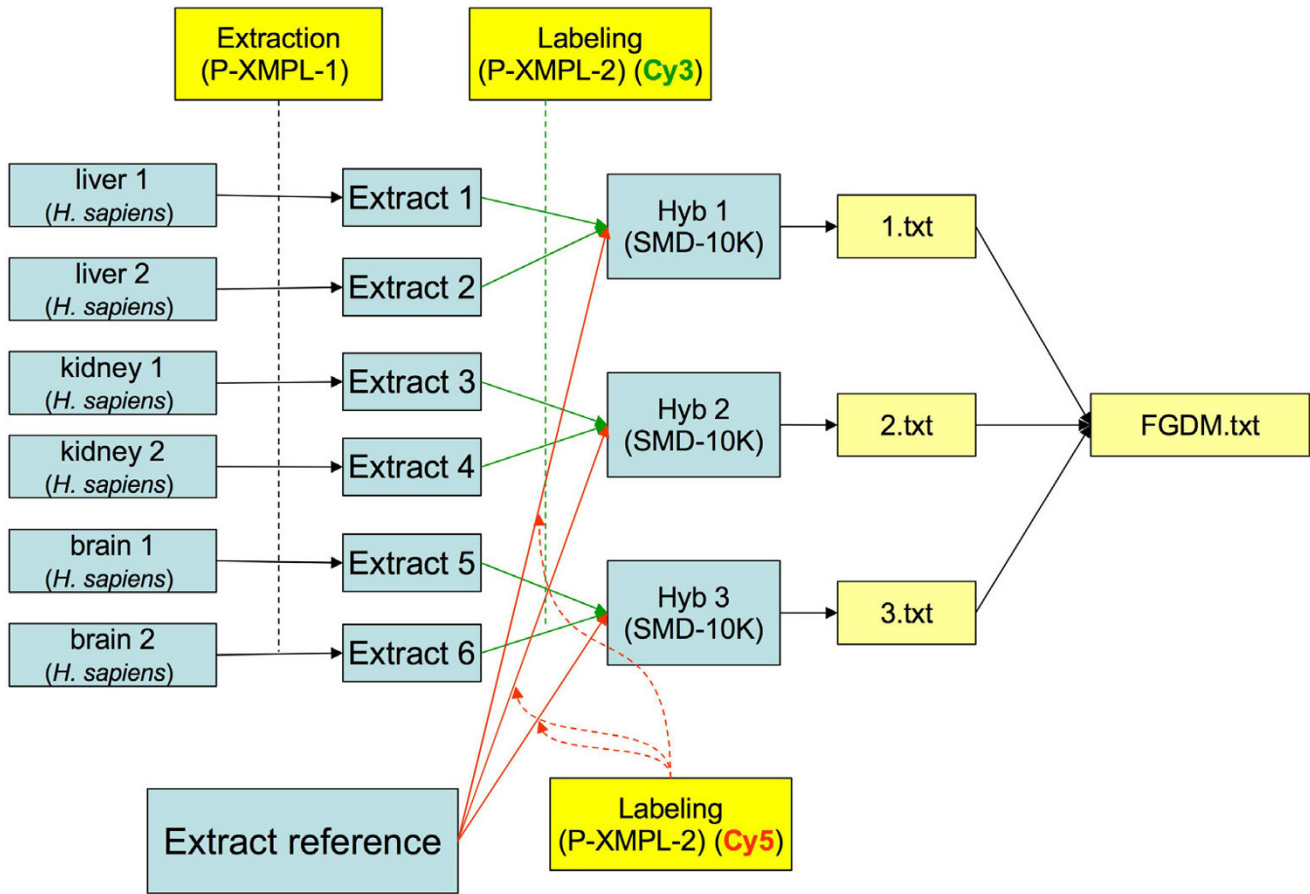 Extraction
(P-XMPL-1)
Labeling
(P-XMPL-2) (Cy3)
liver 1
(H. sapiens)
Extract 1
Hyb 1
(SMD-10K)
1.txt
liver 2
(H. sapiens)
Extract 2
kidney 1
(H. sapiens)
Extract 3
Hyb 2
(SMD-10K)
2.txt
FGDM.txt
kidney 2
(H. sapiens)
Extract 4
brain 1
(H. sapiens)
Extract 5
Hyb 3
(SMD-10K)
3.txt
brain 2
(H. sapiens)
Extract 6
Extract reference
Labeling
(P-XMPL-2) (Cy5)